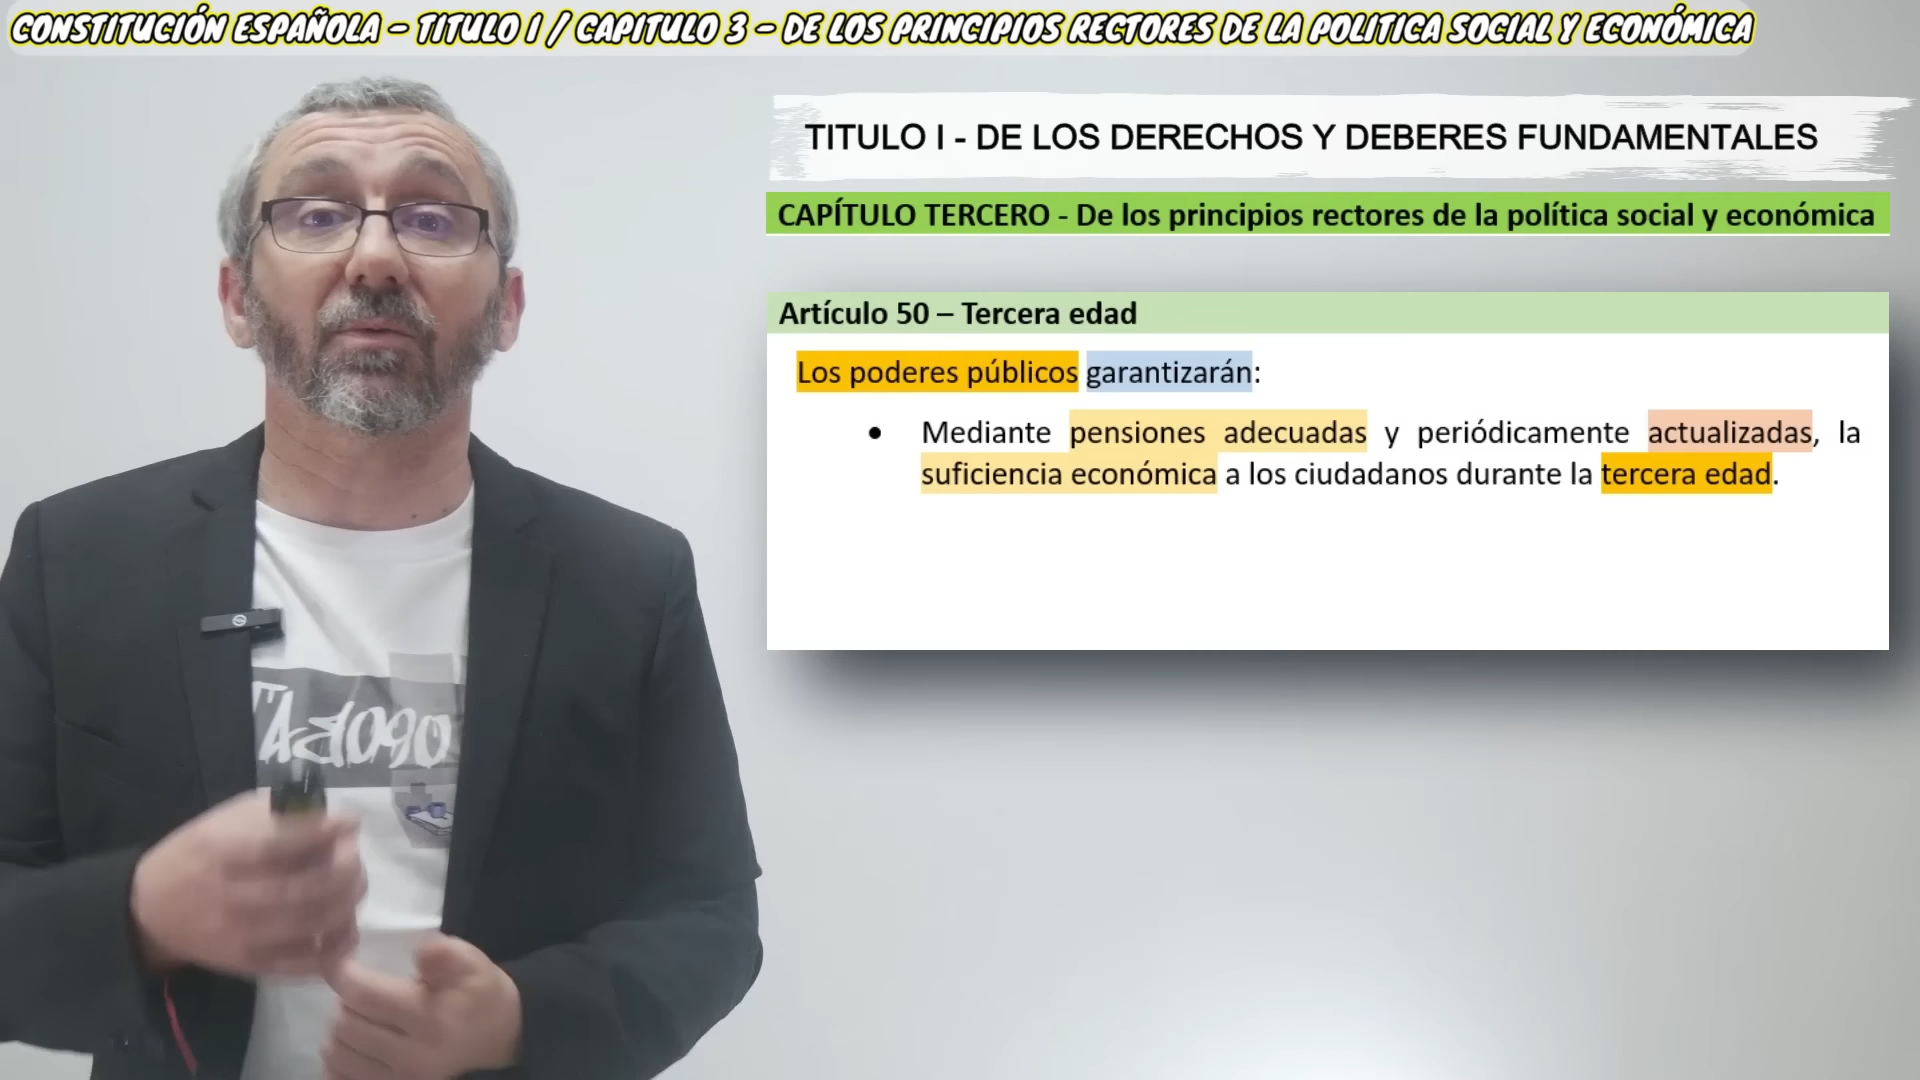 CONSTITUCIÓN ESPAÑOLA - TITULO I / CAPITULO 3 - DE LOS PRINCIPIOS RECTORES DE LA POLITICA SOCIAL Y ECONÓMICA
TITULO I - DE LOS DERECHOS Y DEBERES FUNDAMENTALES
CAPÍTULO TERCERO - De los principios rectores de la política social y económica
Artículo 50 – Tercera edad
Los poderes públicos garantizarán:
• Mediante pensiones adecuadas y periódicamente actualizadas, la
suficiencia económica a los ciudadanos durante la tercera edad.